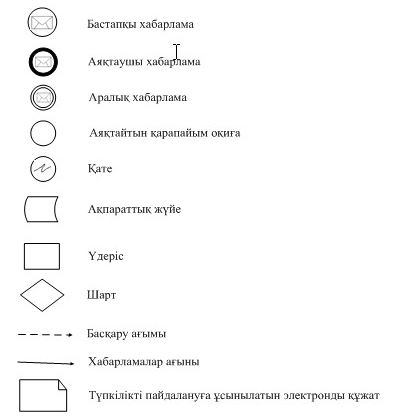 Бастапқы хабарлама
Аяқтаушы хабарлама
Аралық хабарлама
Аяқтайтын қарапайым оқиға
Қате
Ақпараттық жүйе
Үдеріс
Шарт
Басқару ағымы
Хабарламалар ағыны
Түпкілікті пайдалануға ұсынылатын электронды құжат